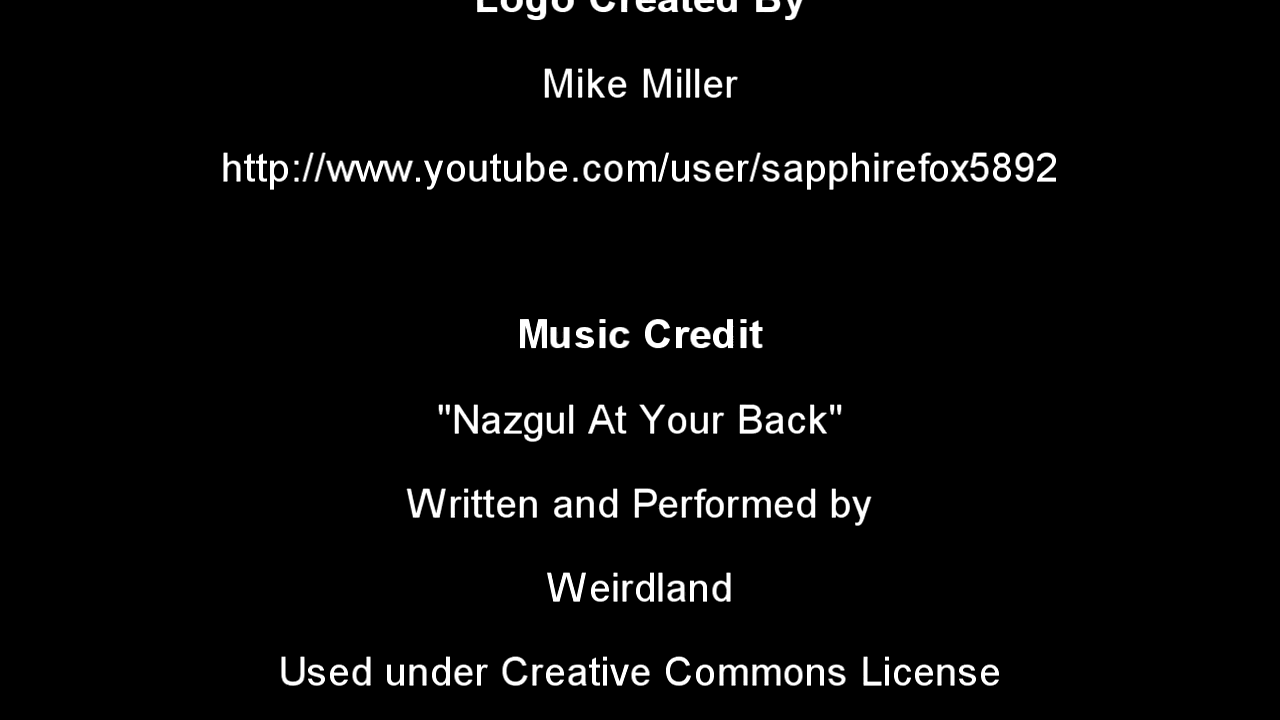 Logo Created By
Mike Miller
http://www.youtube.com/user/sapphirefox5892
Music Credit
"Nazgul At Your Back"
Written and Performed by
Weirdland
Used under Creative Commons License